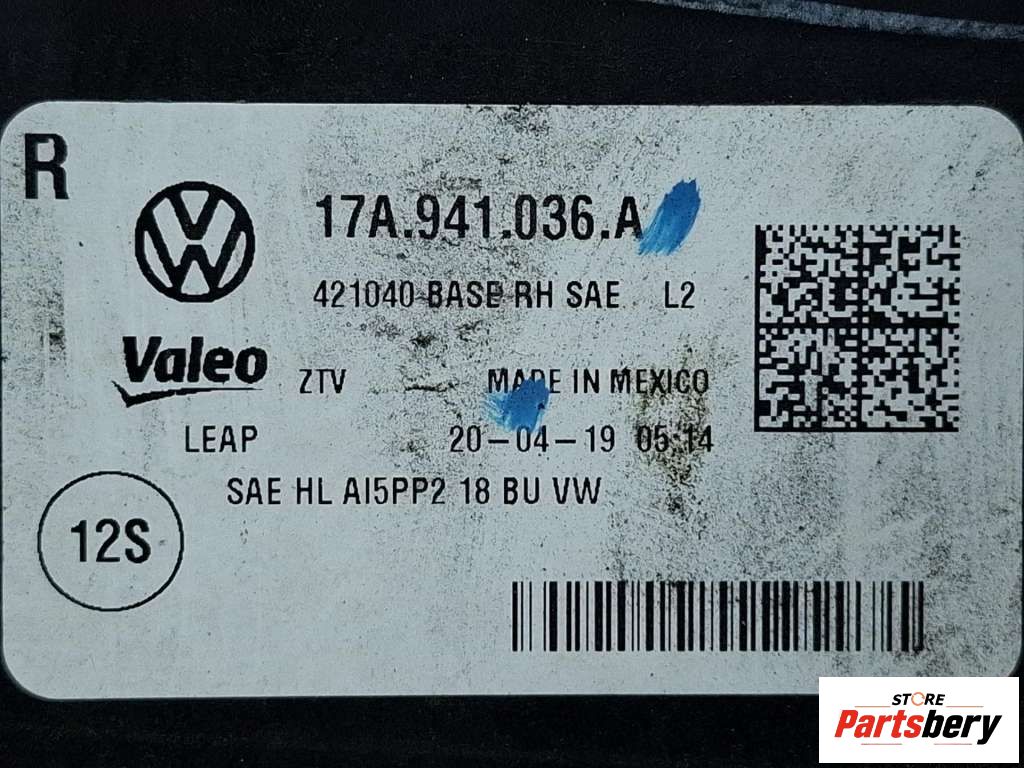 R
17A.941.036.A
421040 BASE RH SAE L2
Valeo
ZTV MADE IN MEXICO
LEAP 20-04-19 05:14
SAE HL AI5PP2 18 BU VW
12S
STORE
Partsbery